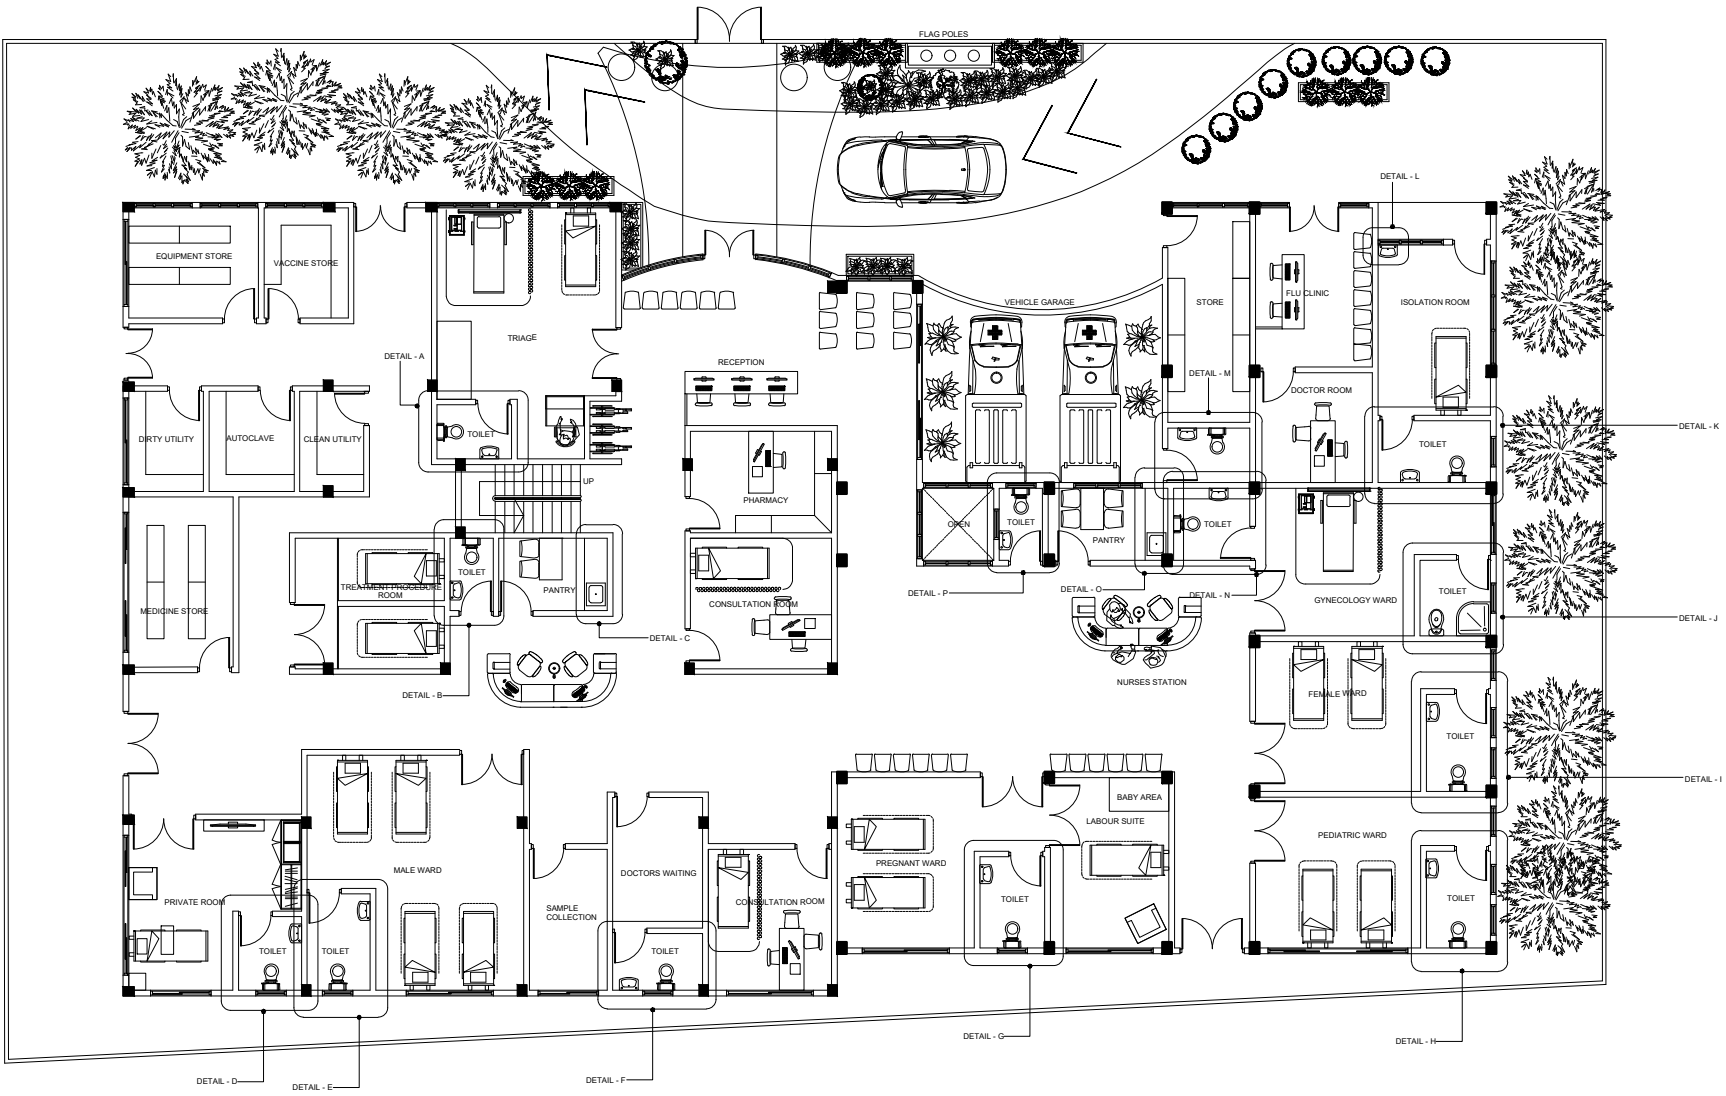 FLAG POLES
DETAIL - L
EQUIPMENT STORE
VACCINE STORE
TRIAGE
DETAIL - A
RECEPTION
VEHICLE GARAGE
STORE
FLU CLINIC
ISOLATION ROOM
DETAIL - M
DOCTOR ROOM
DIRTY UTILITY
AUTOCLAVE
CLEAN UTILITY
TOILET
TOILET
DETAIL - K
UP
PHARMACY
OPEN
TOILET
PANTRY
TOILET
TREATMENT PROCEDURE
ROOM
TOILET
PANTRY
MEDICINE STORE
CONSULTATION ROOM
DETAIL - P
DETAIL - O
DETAIL - N
GYNECOLOGY WARD
TOILET
DETAIL - J
DETAIL - C
DETAIL - B
NURSES STATION
FEMALE WARD
TOILET
DETAIL - I
BABY AREA
LABOUR SUITE
PREGNANT WARD
PEDIATRIC WARD
MALE WARD
DOCTORS WAITING
PRIVATE ROOM
SAMPLE
COLLECTION
CONSULTATION ROOM
TOILET
TOILET
TOILET
TOILET
TOILET
DETAIL - G
DETAIL - H
DETAIL - D
DETAIL - E
DETAIL - F